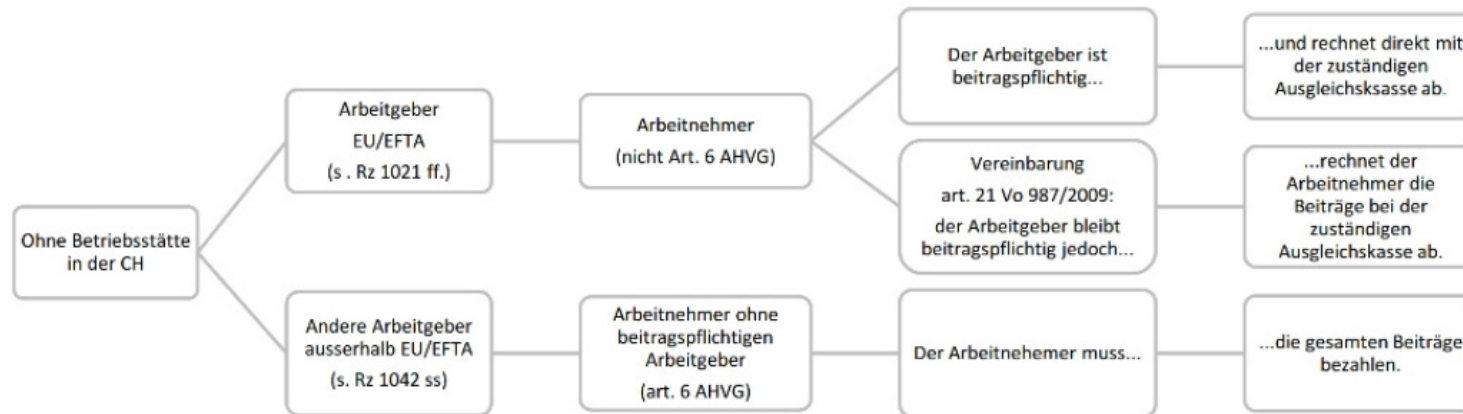 Ohne Betriebsstätte
in der CH
Arbeitgeber
EU/EFTA
(s . Rz 1021 ff.)
Arbeitnehmer
(nicht Art. 6 AHVG)
Der Arbeitgeber ist
beitragspflichtig...
...und rechnet direkt mit
der zuständigen
Ausgleichsksasse ab.
Vereinbarung
art. 21 Vo 987/2009:
der Arbeitgeber bleibt
beitragspflichtig jedoch...
...rechnet der
Arbeitnehmer die
Beiträge bei der
zuständigen
Ausgleichskasse ab.
Andere Arbeitgeber
ausserhalb EU/EFTA
(s. Rz 1042 ss)
Arbeitnehmer ohne
beitragspflichtigen
Arbeitgeber
(art. 6 AHVG)
Der Arbeitnehemer muss...
...die gesamten Beiträge
bezahlen.